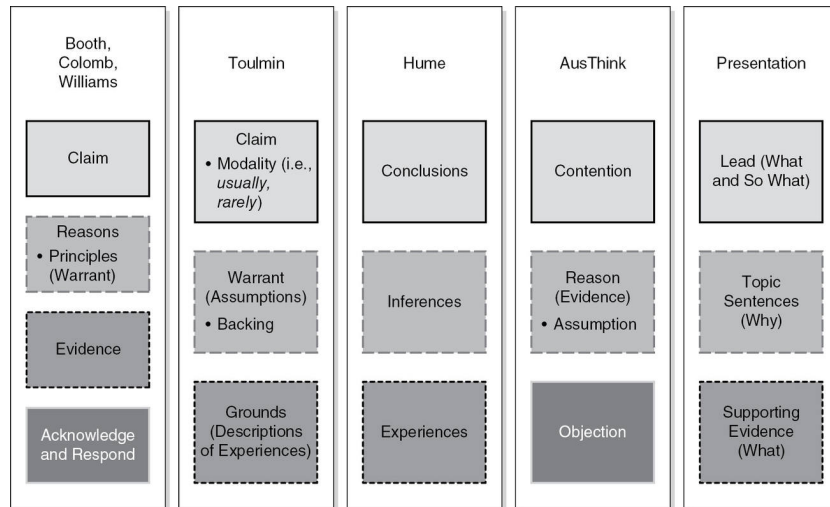 Booth,
Colomb,
Williams
Claim
Reasons
• Principles
(Warrant)
Evidence
Acknowledge
and Respond
Toulmin
Claim
• Modality (i.e.,
usually,
rarely)
Warrant
(Assumptions)
• Backing
Grounds
(Descriptions
of Experiences)
Hume
Conclusions
Inferences
Experiences
AusThink
Contention
Reason
(Evidence)
• Assumption
Objection
Presentation
Lead (What
and So What)
Topic
Sentences
(Why)
Supporting
Evidence
(What)